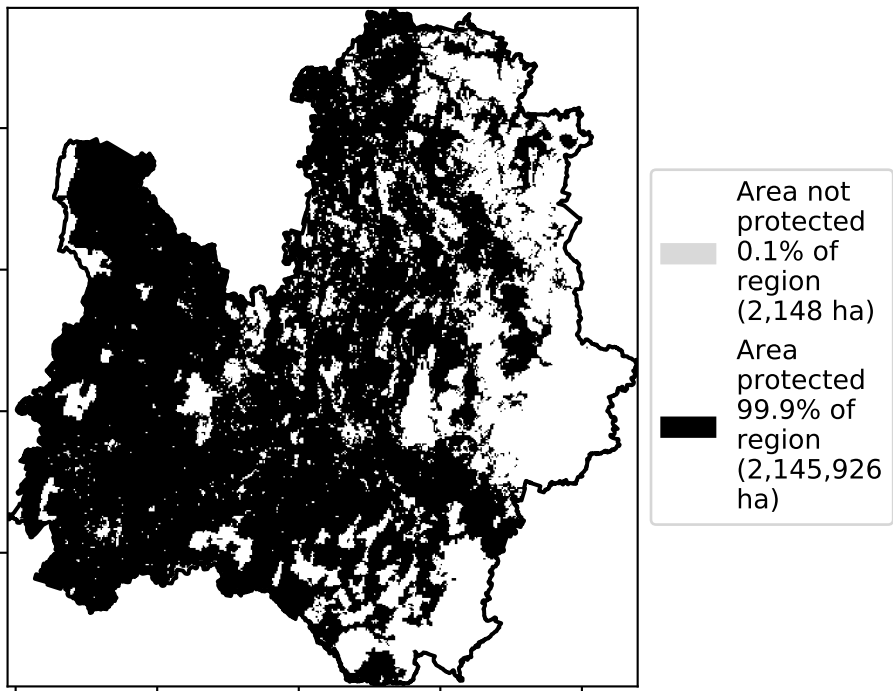 Area not
protected
0.1% of
region
(2,148 ha)
Area
protected
99.9% of
region
(2,145,926
ha)